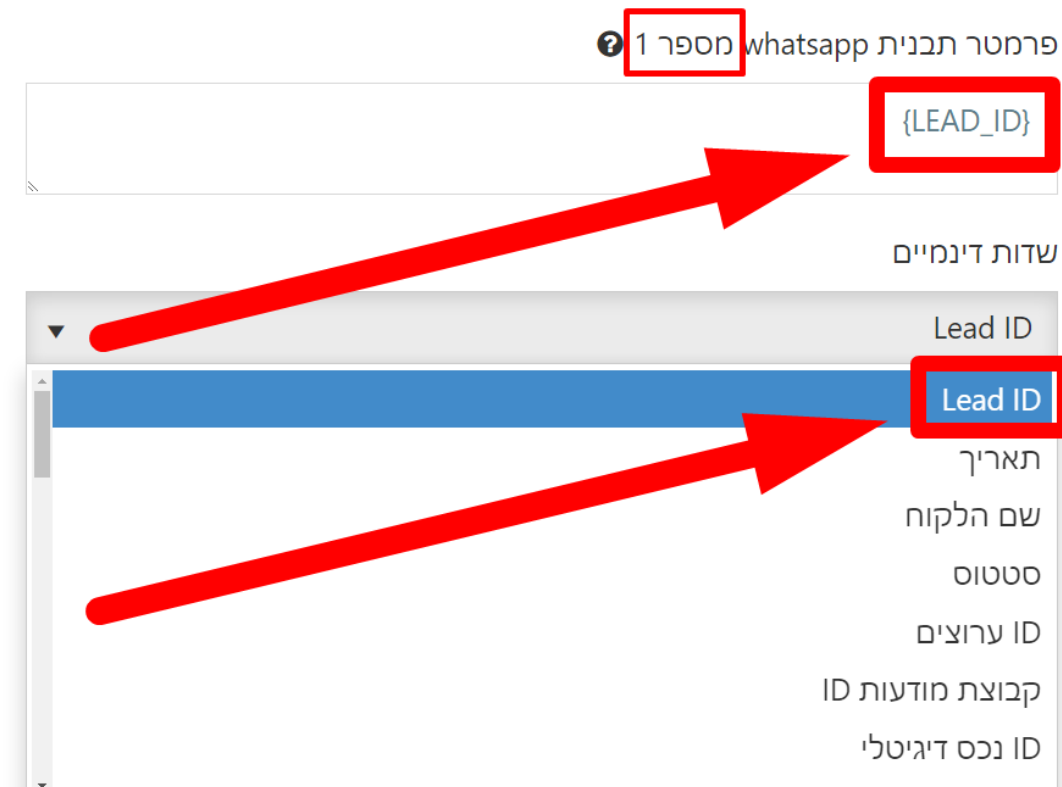 פרמטר תבנית whatsapp מספר 1 ?
{LEAD_ID}
שדות דינמיים
Lead ID
Lead ID
תאריך
שם הלקוח
סטטוס
ID ערוצים
קבוצת מודעות ID
ID נכס דיגיטלי